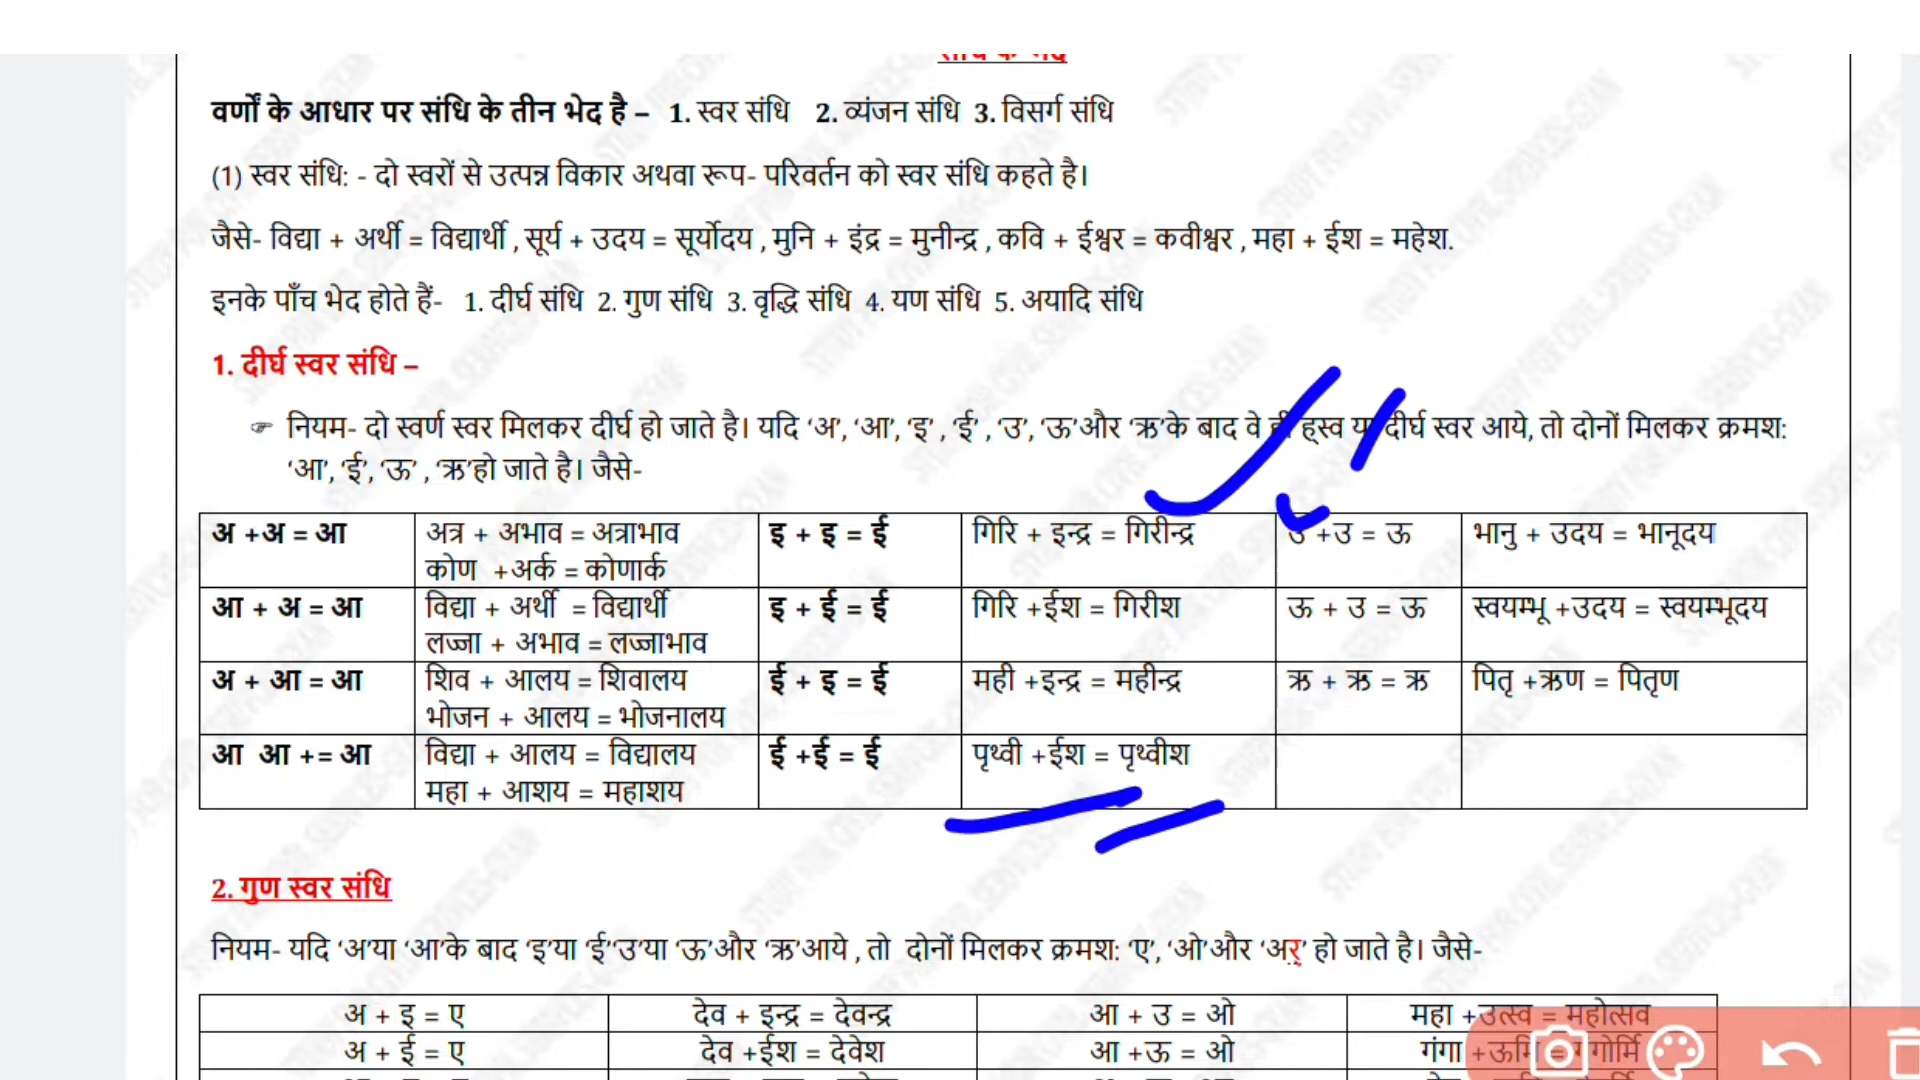 संधि के भेद
वर्णों के आधार पर संधि के तीन भेद है – 1. स्वर संधि 2. व्यंजन संधि 3. विसर्ग संधि
(1) स्वर संधि: - दो स्वरों से उत्पन्न विकार अथवा रूप- परिवर्तन को स्वर संधि कहते है।
जैसे- विद्या + अर्थी = विद्यार्थी , सूर्य + उदय = सूर्योदय , मुनि + इंद्र = मुनीन्द्र , कवि + ईश्वर = कवीश्वर , महा + ईश = महेश.
इनके पाँच भेद होते हैं- 1. दीर्घ संधि 2. गुण संधि 3. वृद्धि संधि 4. यण संधि 5. अयादि संधि
1. दीर्घ स्वर संधि –
☞ नियम- दो स्वर्ण स्वर मिलकर दीर्घ हो जाते है। यदि ‘अ’, ‘आ’, ‘इ’ , ‘ई’ , ‘उ’, ‘ऊ’और ‘ऋ’के बाद वे ही ह्स्व या दीर्घ स्वर आये, तो दोनों मिलकर क्रमश:
‘आ’, ‘ई’, ‘ऊ’ , ‘ऋ’हो जाते है। जैसे-
अ +अ = आ अत्र + अभाव = अत्राभाव इ + इ = ई गिरि + इन्द्र = गिरीन्द्र उ +उ = ऊ भानु + उदय = भानूदय
कोण +अर्क = कोणार्क
आ + अ = आ विद्या + अर्थी = विद्यार्थी इ + ई = ई गिरि +ईश = गिरीश ऊ + उ = ऊ स्वयम्भू +उदय = स्वयम्भूदय
लज्जा + अभाव = लज्जाभाव
अ + आ = आ शिव + आलय = शिवालय ई + इ = ई मही +इन्द्र = महीन्द्र ऋ + ऋ = ऋ पितृ +ऋण = पितृण
भोजन + आलय = भोजनालय
आ आ += आ विद्या + आलय = विद्यालय ई +ई = ई पृथ्वी +ईश = पृथ्वीश
महा + आशय = महाशय
2. गुण स्वर संधि
नियम- यदि ‘अ’या ‘आ’के बाद ‘इ’या ‘ई’‘उ’या ‘ऊ’और ‘ऋ’आये , तो दोनों मिलकर क्रमश: ‘ए’, ‘ओ’और ‘अर्’ हो जाते है। जैसे-
अ + इ = ए देव + इन्द्र = देवन्द्र आ + उ = ओ महा +उत्स्व = महोत्सव
अ + ई = ए देव +ईश = देवेश आ +ऊ = ओ गंगा +ऊर्मि = गंगोर्मि